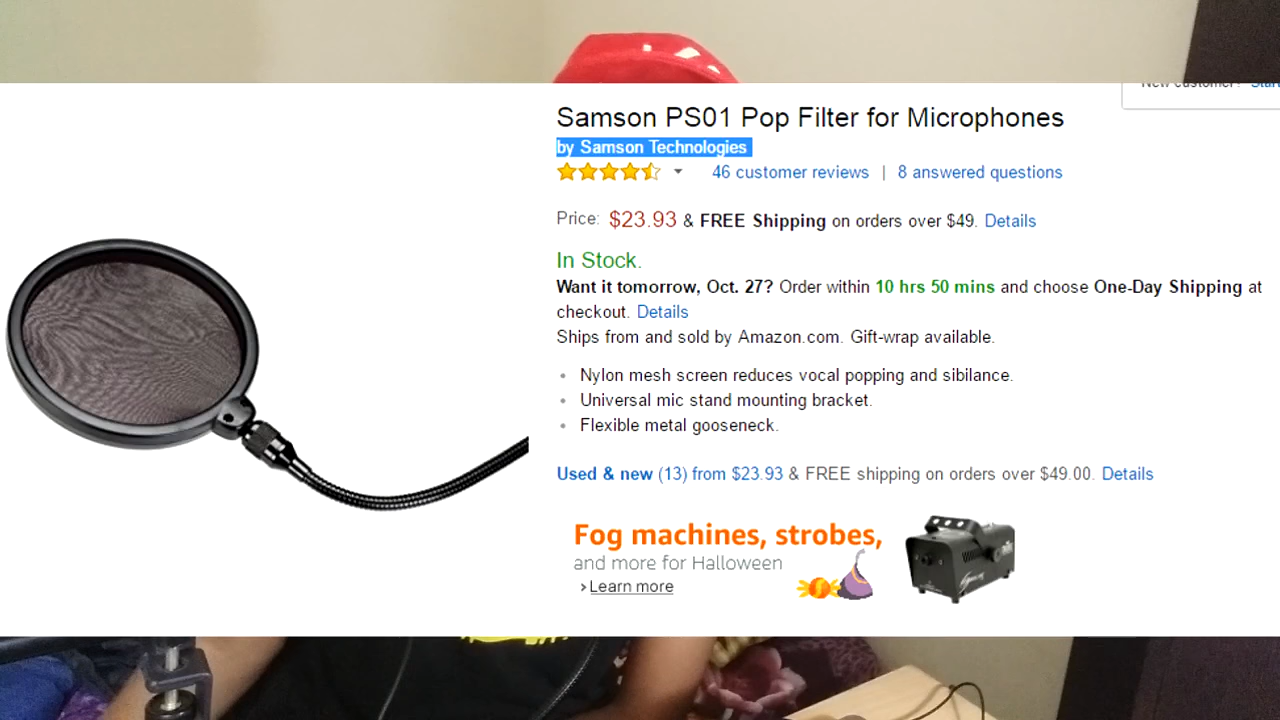 New customer? Start
Samson PS01 Pop Filter for Microphones
by Samson Technologies
46 customer reviews | 8 answered questions
Price: $23.93 & FREE Shipping on orders over $49. Details
In Stock.
Want it tomorrow, Oct. 27? Order within 10 hrs 50 mins and choose One-Day Shipping at
checkout. Details
Ships from and sold by Amazon.com. Gift-wrap available.
• Nylon mesh screen reduces vocal popping and sibilance.
• Universal mic stand mounting bracket.
• Flexible metal gooseneck.
Used & new (13) from $23.93 & FREE shipping on orders over $49.00. Details
Fog machines, strobes,
and more for Halloween
›Learn more